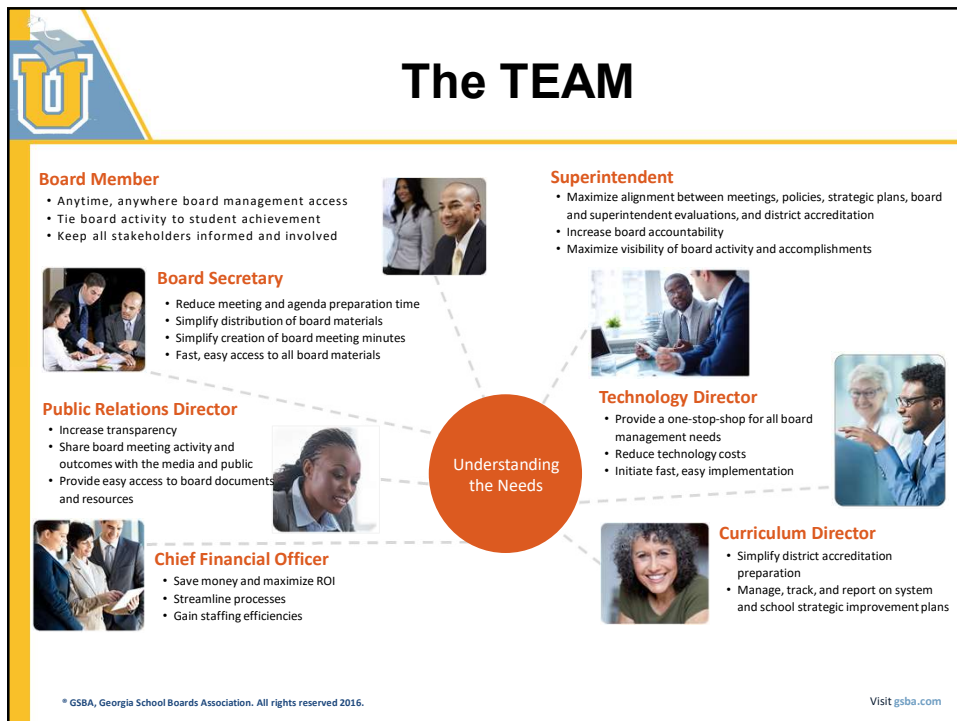 U
The TEAM
Board Member
• Anytime, anywhere board management access
• Tie board activity to student achievement
• Keep all stakeholders informed and involved
Board Secretary
• Reduce meeting and agenda preparation time
• Simplify distribution of board materials
• Simplify creation of board meeting minutes
• Fast, easy access to all board materials
Public Relations Director
• Increase transparency
• Share board meeting activity and
outcomes with the media and public
• Provide easy access to board documents
and resources
Chief Financial Officer
• Save money and maximize ROI
• Streamline processes
• Gain staffing efficiencies
Understanding
the Needs
Superintendent
• Maximize alignment between meetings, policies, strategic plans, board
and superintendent evaluations, and district accreditation
• Increase board accountability
• Maximize visibility of board activity and accomplishments
Technology Director
• Provide a one-stop-shop for all board
management needs
• Reduce technology costs
• Initiate fast, easy implementation
Curriculum Director
• Simplify district accreditation
preparation
• Manage, track, and report on system
and school strategic improvement plans
® GSBA, Georgia School Boards Association. All rights reserved 2016.
Visit gsba.com